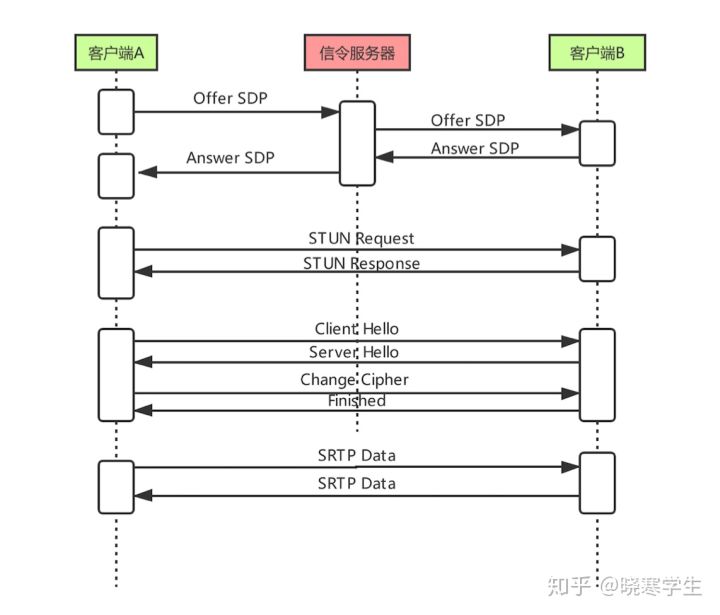 客户端A
信令服务器
客户端B
Offer SDP
Offer SDP
Answer SDP
Answer SDP
STUN Request
STUN Response
Client Hello
Server Hello
Change Cipher
Finished
SRTP Data
SRTP Data
知乎 @晓寒学生